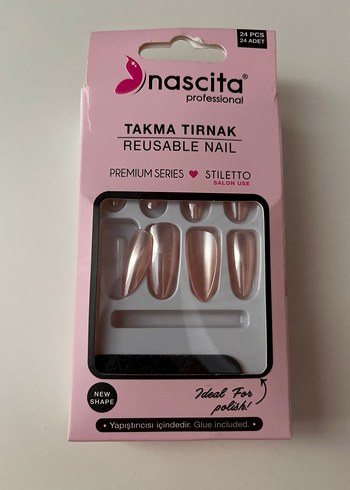 24 PCS
24 ADET
nascita®
professional
TAKMA TIRNAK
REUSABLE NAIL
PREMIUM SERIES ♥ STILETTO
SALON USE
NEW
SHAPE
Ideal For
polish!
• Yapıştırıcısı içindedir. Glue included. •